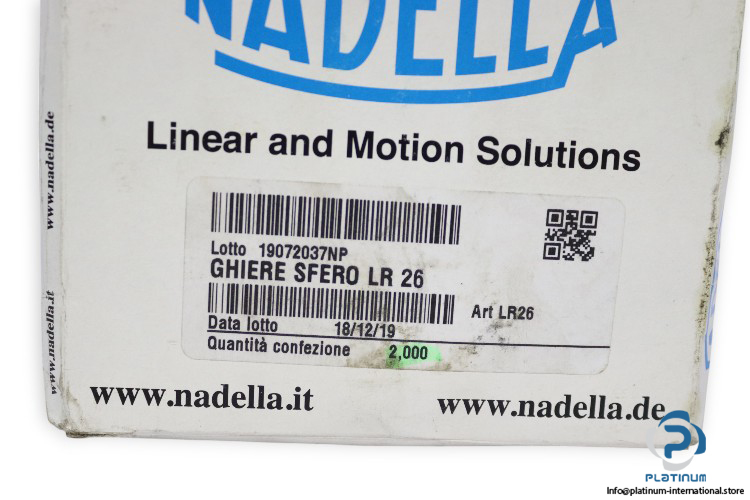 NADELLA
Linear and Motion Solutions
www.nadella.de
www.nadella.it
Lotto 19072037NP
GHIERE SFERO LR 26
Art LR26
Data lotto 18/12/19
Quantità confezione 2,000
www.nadella.it
www.nadella.de
PLATINUM
Info@platinum-international.store